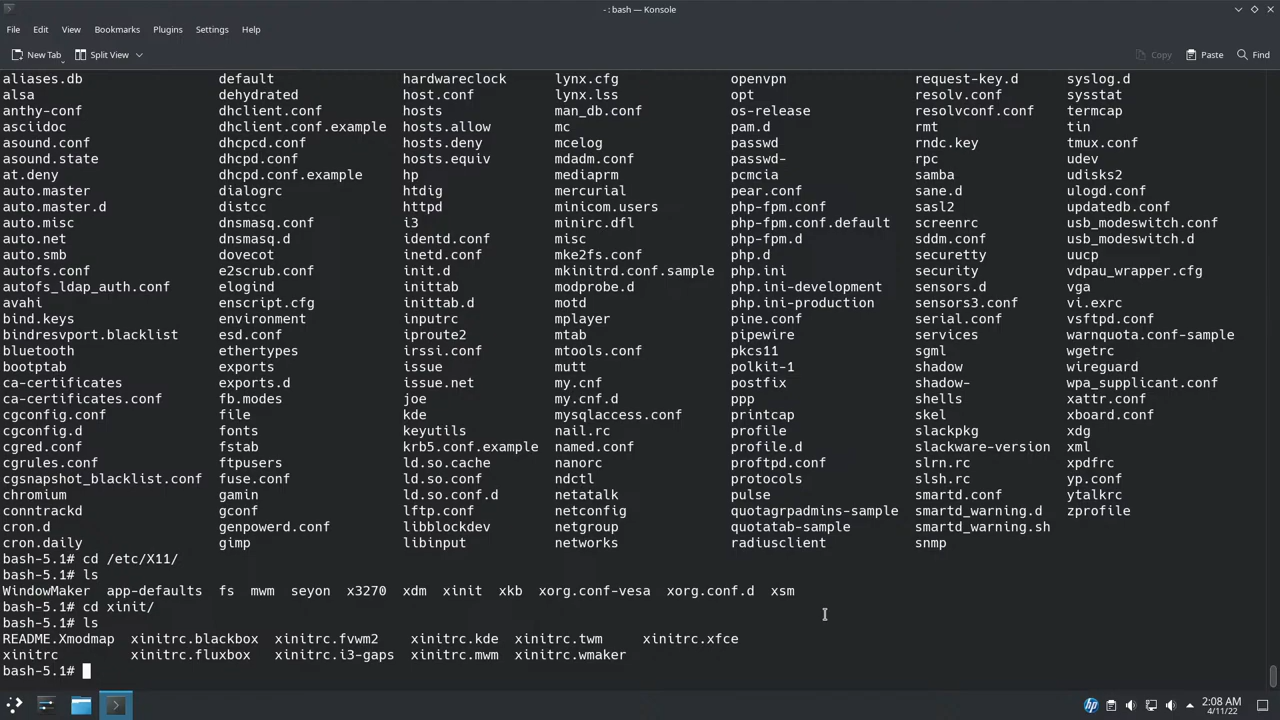 - : bash — Konsole
File Edit View Bookmarks Plugins Settings Help
New Tab Split View Copy Paste Find
aliases.db default hardwareclock lynx.cfg openvpn request-key.d syslog.d
alsa dehydrated host.conf lynx.lss opt resolv.conf sysstat
anthy-conf dhclient.conf hosts man_db.conf os-release resolvconf.conf termcap
asciidoc dhclient.conf.example hosts.allow mc pam.d rmt tin
asound.conf dhcpcd.conf hosts.deny mcelog passwd rndc.key tmux.conf
asound.state dhcpd.conf hosts.equiv mdadm.conf passwd- rpc udev
at.deny dhcpd.conf.example hp mediaprm pcmcia samba udisks2
auto.master dialogrc htdig mercurial pear.conf sane.d ulogd.conf
auto.master.d distcc httpd minicom.users php-fpm.conf sasl2 updatedb.conf
auto.misc dnsmasq.conf i3 minirc.dfl php-fpm.conf.default screenrc usb_modeswitch.conf
auto.net dnsmasq.d identd.conf misc php-fpm.d sddm.conf usb_modeswitch.d
auto.smb dovecot inetd.conf mke2fs.conf php.d securetty uucp
autofs.conf e2scrub.conf init.d mkinitrd.conf.sample php.ini security vdpau_wrapper.cfg
autofs_ldap_auth.conf elogind inittab modprobe.d php.ini-development sensors.d vga
avahi enscript.cfg inittab.d motd php.ini-production sensors3.conf vi.exrc
bind.keys environment inputrc mplayer pine.conf serial.conf vsftpd.conf
bindresvport.blacklist esd.conf iproute2 mtab pipewire services warnquota.conf-sample
bluetooth ethertypes irssi.conf mtools.conf pkcs11 sgml wgetrc
bootptab exports issue mutt polkit-1 shadow wireguard
ca-certificates exports.d issue.net my.cnf postfix shadow- wpa_supplicant.conf
ca-certificates.conf fb.modes joe my.cnf.d ppp shells xattr.conf
cgconfig.conf file kde mysqlaccess.conf printcap skel xboard.conf
cgconfig.d fonts keyutils nail.rc profile slackpkg xdg
cgred.conf fstab krb5.conf.example named.conf profile.d slackware-version xml
cgrules.conf ftpusers ld.so.cache nanorc proftpd.conf slrn.rc xpdfrc
cgsnapshot_blacklist.conf fuse.conf ld.so.conf ndctl protocols slsh.rc yp.conf
chromium gamin ld.so.conf.d netatalk pulse smartd.conf ytalkrc
conntrackd gconf lftp.conf netconfig quotagrpadmins-sample smartd_warning.d zprofile
cron.d genpowerd.conf libblockdev netgroup quotatab-sample smartd_warning.sh
cron.daily gimp libinput networks radiusclient snmp
bash-5.1# cd /etc/X11/
bash-5.1# ls
WindowMaker app-defaults fs mwm seyon x3270 xdm xinit xkb xorg.conf-vesa xorg.conf.d xsm
bash-5.1# cd xinit/
bash-5.1# ls
README.Xmodmap xinitrc.blackbox xinitrc.fvwm2 xinitrc.kde xinitrc.twm xinitrc.xfce
xinitrc xinitrc.fluxbox xinitrc.i3-gaps xinitrc.mwm xinitrc.wmaker
bash-5.1#
hp 2:08 AM
4/11/22